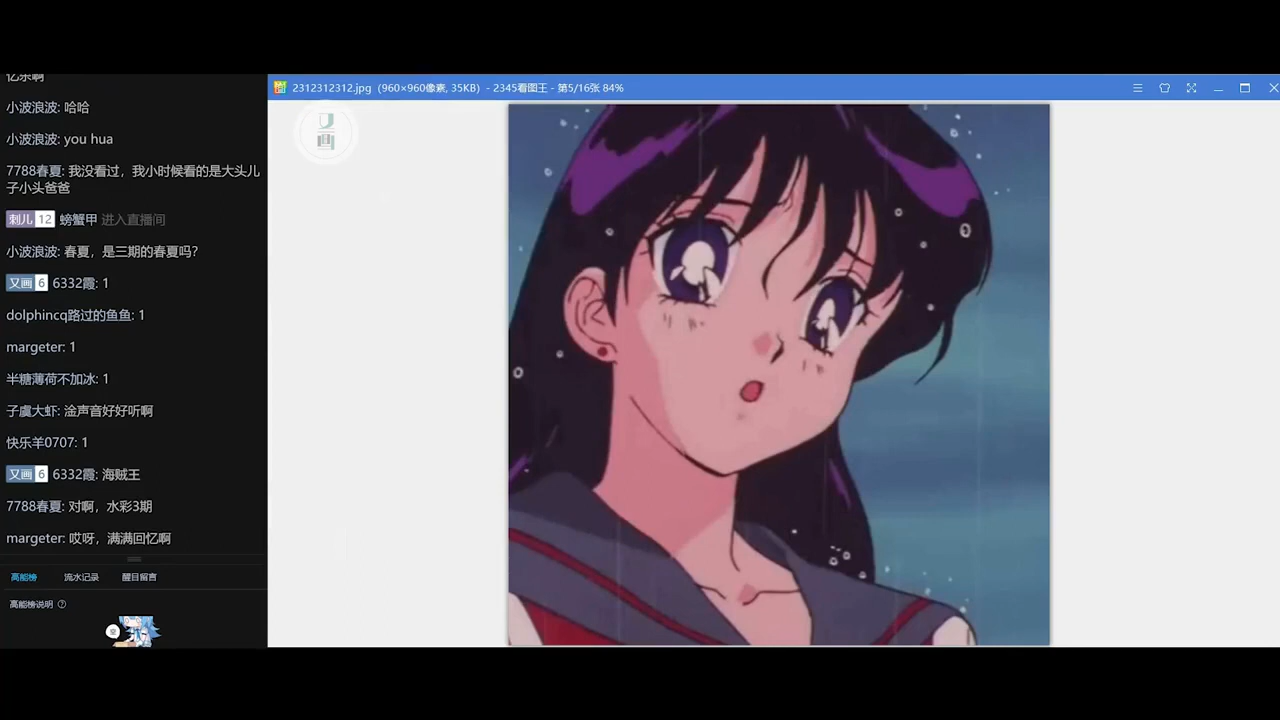 2312312312.jpg (960×960像素, 35KB) - 2345看图王 - 第5/16张 84%
小波浪波: 哈哈
小波浪波: you hua
7788春夏: 我没看过，我小时候看的是大头儿
子小头爸爸
刺儿 12 螃蟹甲 进入直播间
小波浪波: 春夏，是三期的春夏吗?
又画 6 6332霞: 1
dolphincq路过的鱼鱼: 1
margeter: 1
半糖薄荷不加冰: 1
子虞大虾: 淦声音好好听啊
快乐羊0707: 1
又画 6 6332霞: 海贼王
7788春夏: 对啊，水彩3期
margeter: 哎呀，满满回忆啊
高能榜 流水记录 醒目留言
高能榜说明 ?